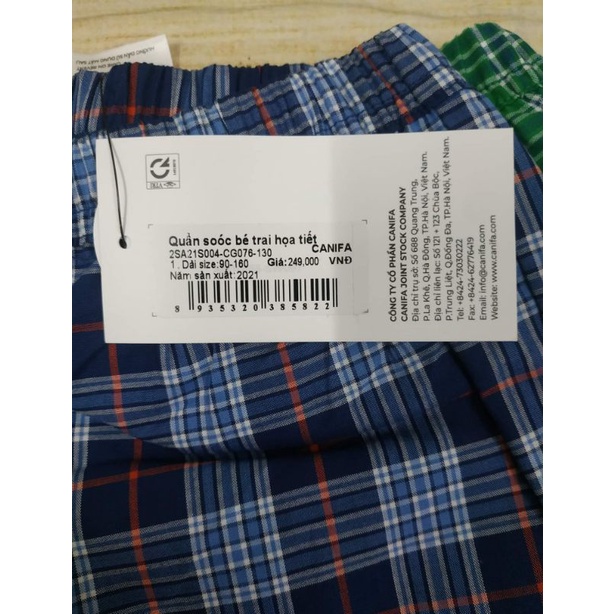 Quần soóc bé trai họa tiết
CANIFA
2SA21S004-CG076-130
1 . Dải size:90-160 Giá:249,000 VNĐ
Năm sản xuất:2021
8 935320 385822
CÔNG TY CỔ PHẦN CANIFA
CANIFA JOINT STOCK COMPANY
Địa chỉ trụ sở: Số 688 Quang Trung,
P.La Khê, Q.Hà Đông, TP.Hà Nội, Việt Nam.
Địa chỉ liên lạc: Số 121 + 123 Chùa Bộc,
P.Trung Liệt, Q.Đống Đa, TP.Hà Nội, Việt Nam.
Tel: +8424-73030222
Fax: +8424-62776419
Email: info@canifa.com
Website: www.canifa.com